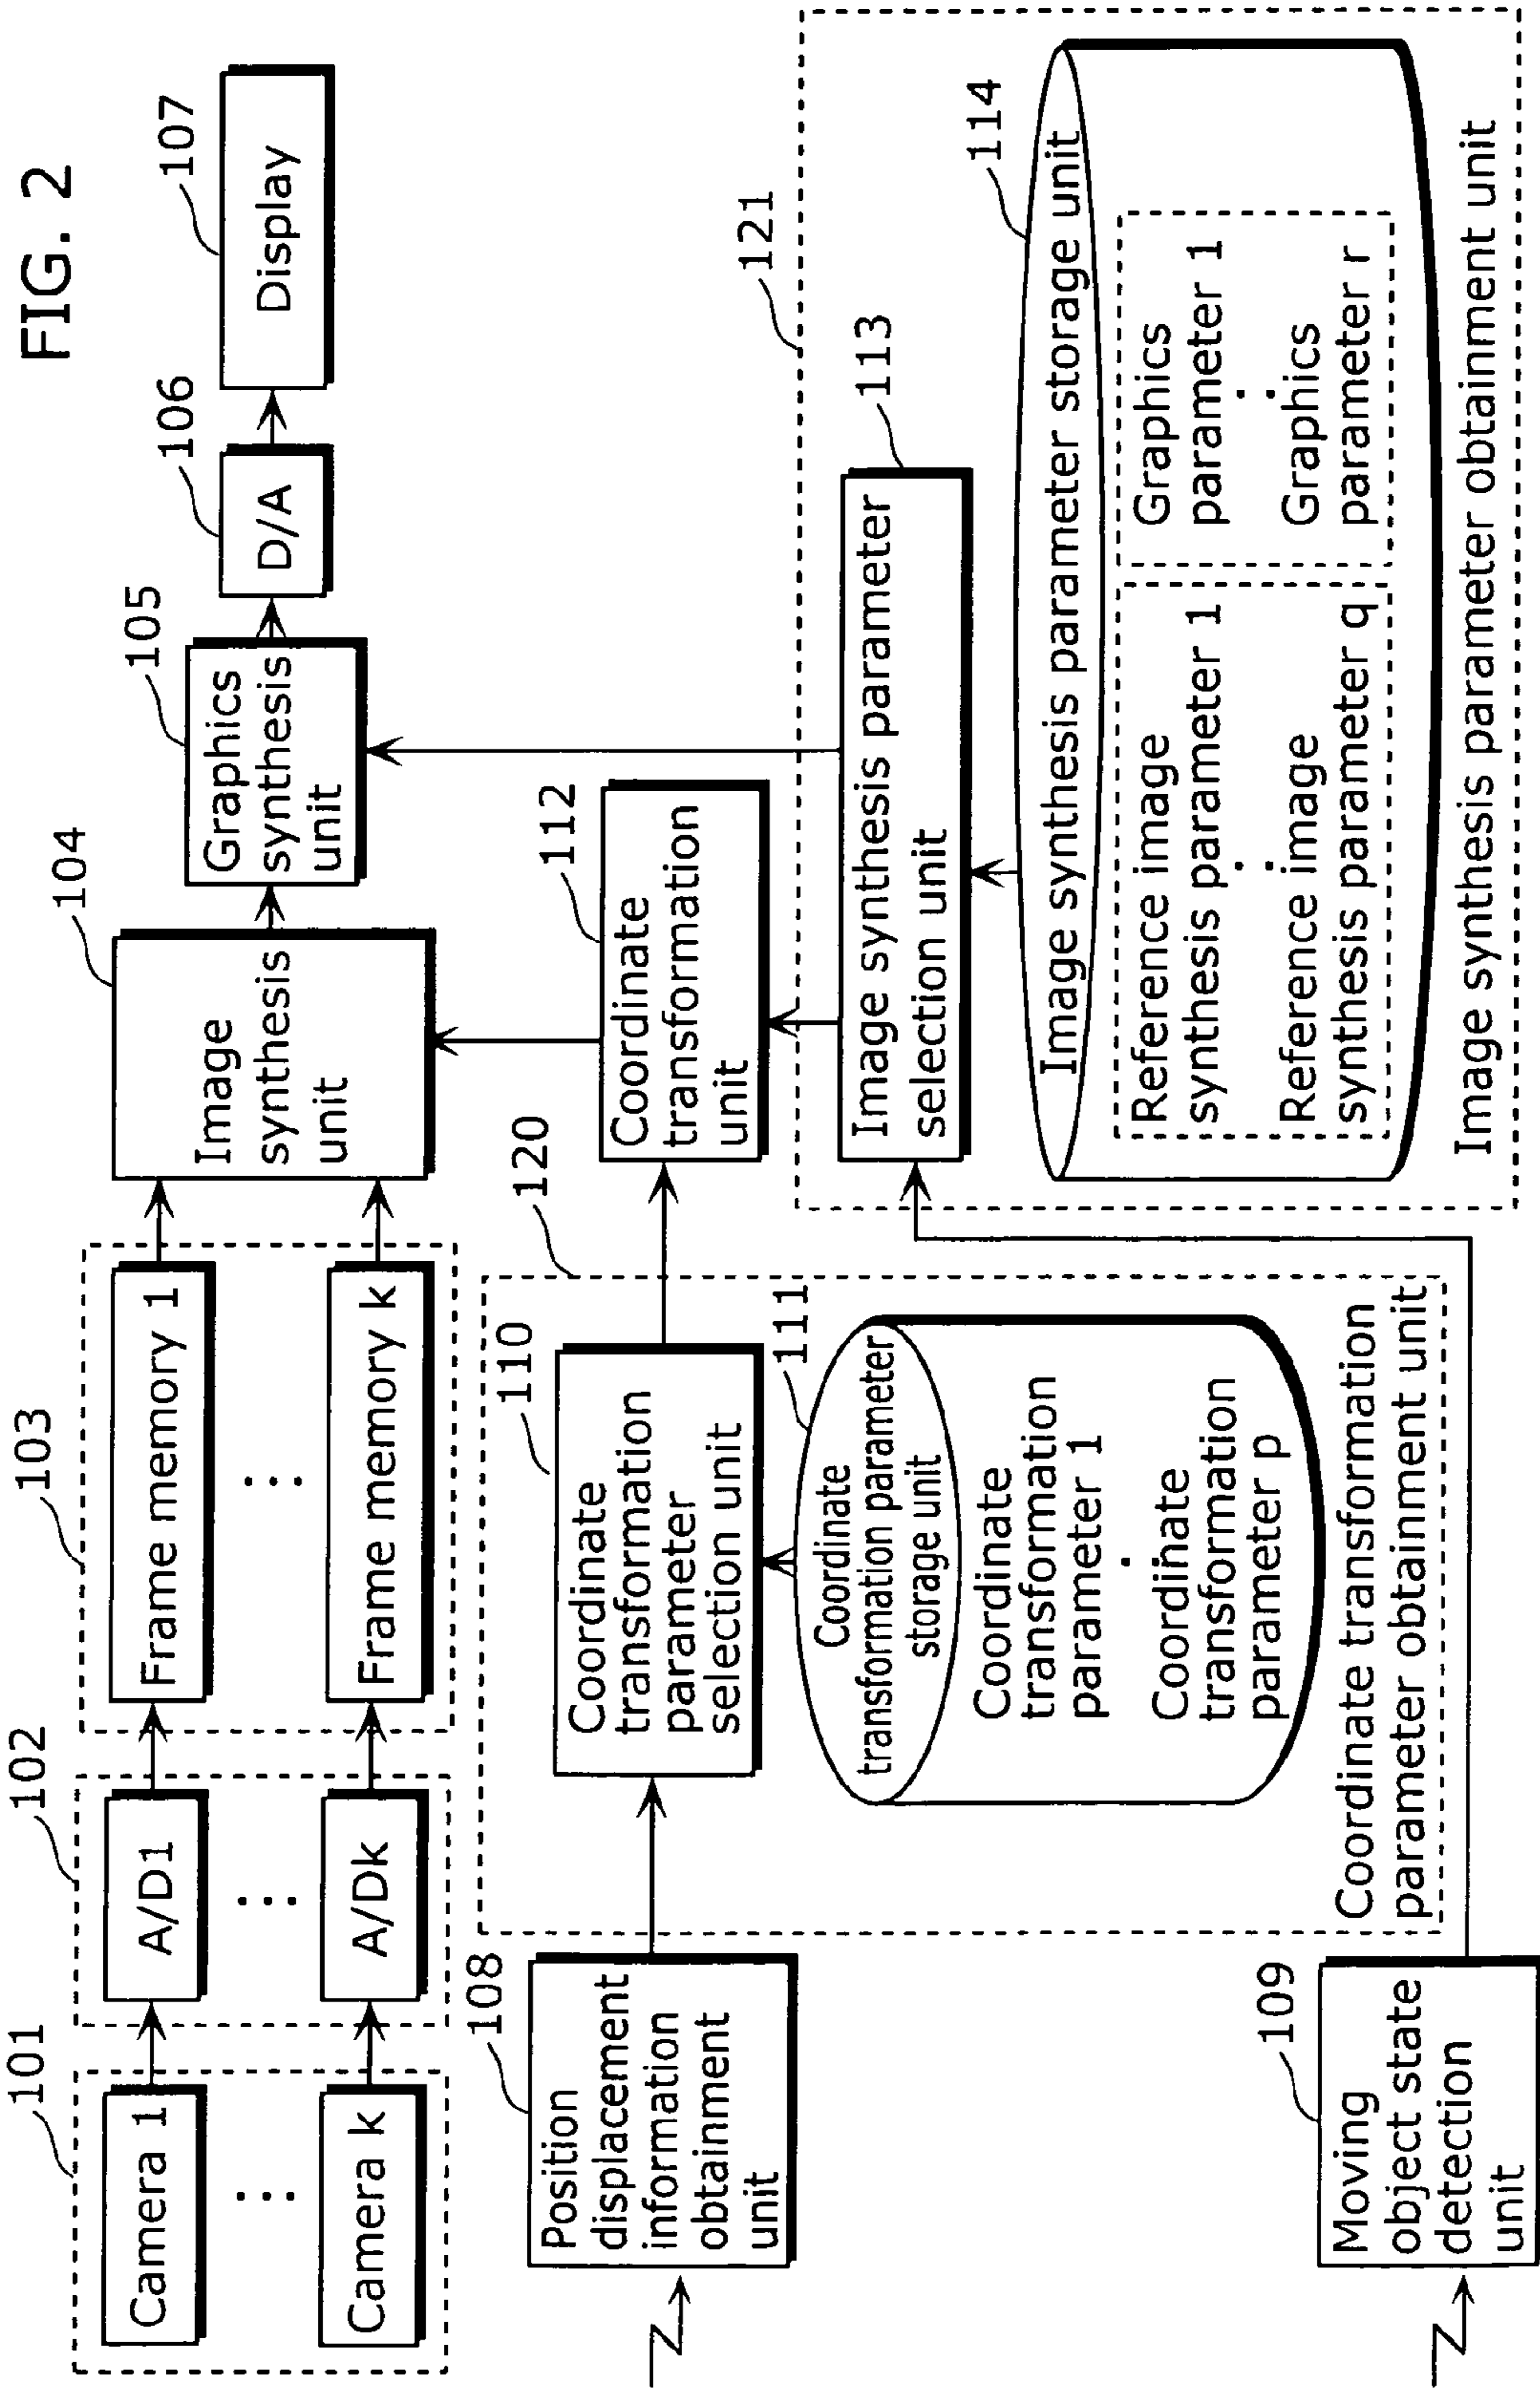 FIG. 2
101
102
103
104
105
106
107
Camera 1
...
Camera k
A/D1
...
A/Dk
Frame memory 1
...
Frame memory k
Image
synthesis
unit
Graphics
synthesis
unit
D/A
Display
108
Position
displacement
information
obtainment
unit
120
110
Coordinate
transformation
parameter
selection unit
111
Coordinate
transformation parameter
storage unit
Coordinate
transformation
parameter 1
:
Coordinate
transformation
parameter p
Coordinate transformation
parameter obtainment unit
112
Coordinate
transformation
unit
109
Moving
object state
detection
unit
121
113
Image synthesis parameter
selection unit
114
Image synthesis parameter storage unit
Reference image
synthesis parameter 1
:
Reference image
synthesis parameter q
Graphics
parameter 1
:
Graphics
parameter r
Image synthesis parameter obtainment unit